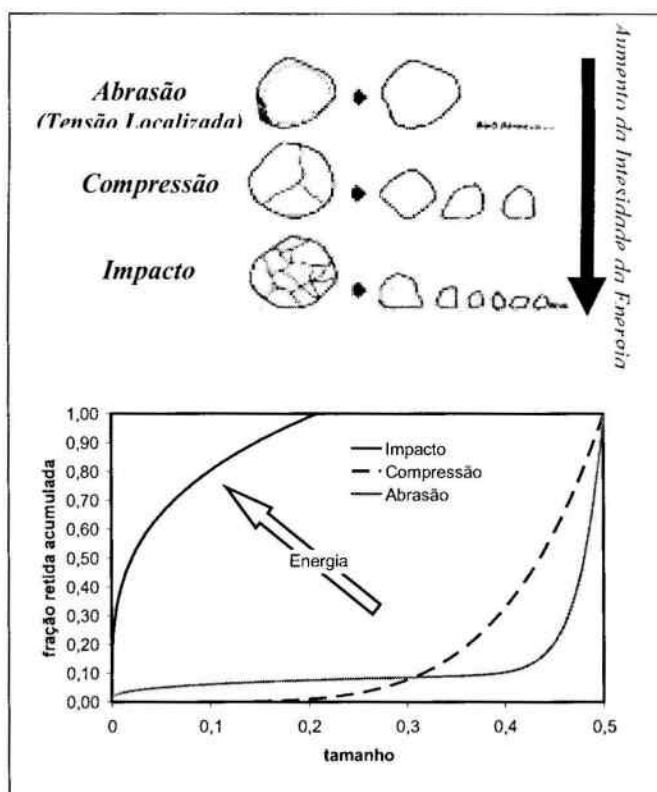 Abrasão
(Tensão Localizada)
Compressão
Impacto
Aumento da Intesidade da Energia
1,00
0,90
0,80
0,70
0,60
0,50
0,40
0,30
0,20
0,10
0,00
fração retida acumulada
Impacto
Compressão
Abrasão
Energia
0
0,1
0,2
0,3
0,4
0,5
tamanho